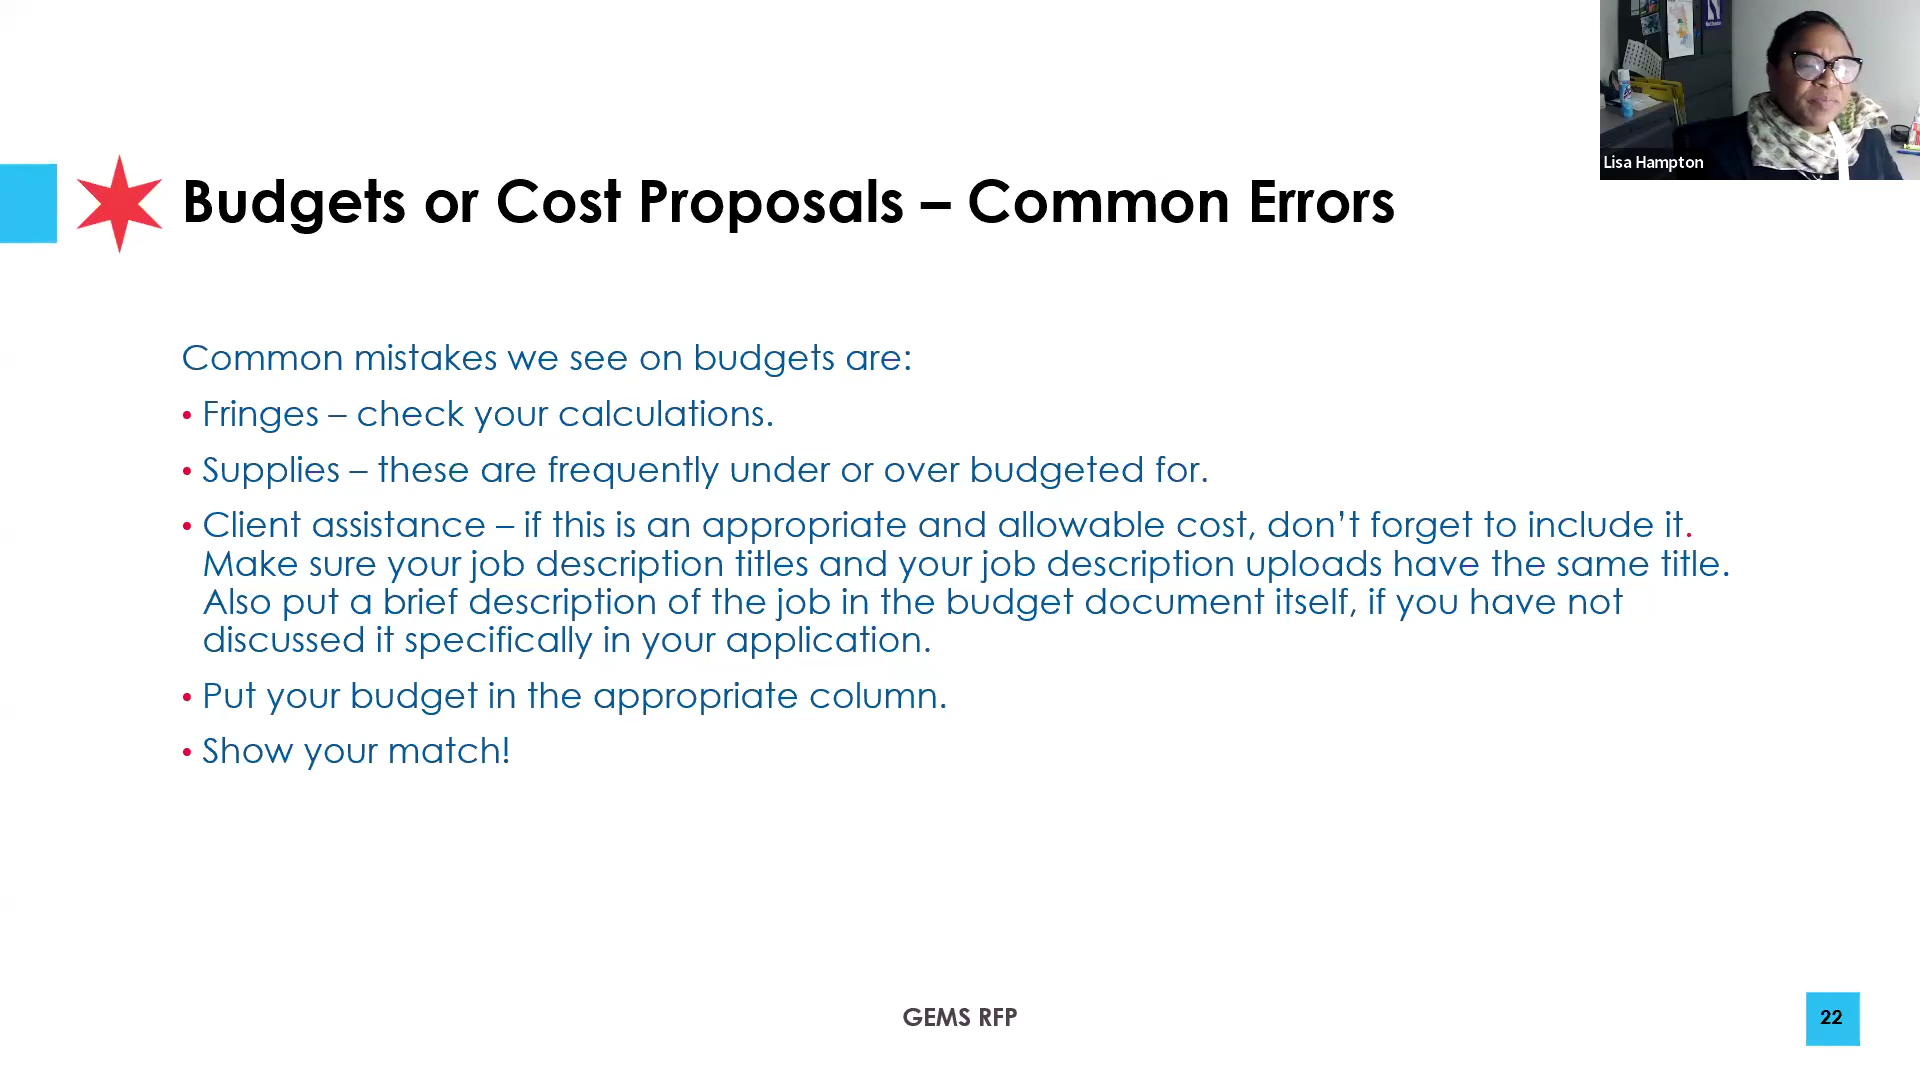 Lisa Hampton
Budgets or Cost Proposals – Common Errors
Common mistakes we see on budgets are:
• Fringes – check your calculations.
• Supplies – these are frequently under or over budgeted for.
• Client assistance – if this is an appropriate and allowable cost, don’t forget to include it.
Make sure your job description titles and your job description uploads have the same title.
Also put a brief description of the job in the budget document itself, if you have not
discussed it specifically in your application.
• Put your budget in the appropriate column.
• Show your match!
GEMS RFP
22